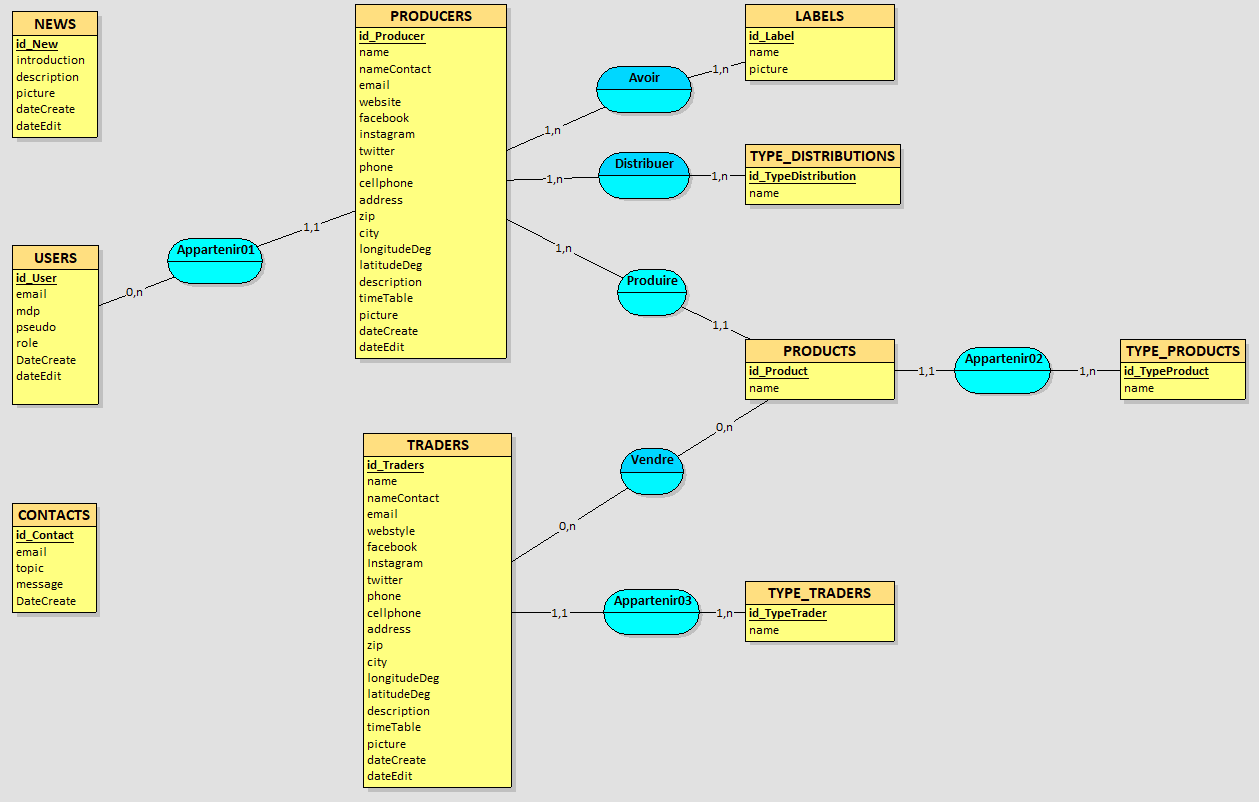 NEWS
id_New
introduction
description
picture
dateCreate
dateEdit
PRODUCERS
id_Producer
name
nameContact
email
website
facebook
instagram
twitter
phone
cellphone
address
zip
city
longitudeDeg
latitudeDeg
description
timeTable
picture
dateCreate
dateEdit
LABELS
id_Label
name
picture
Avoir
1,n
1,n
TYPE_DISTRIBUTIONS
id_TypeDistribution
name
Distribuer
1,n
1,n
USERS
id_User
email
mdp
pseudo
role
DateCreate
dateEdit
Appartenir01
1,1
0,n
Produire
1,n
1,1
PRODUCTS
id_Product
name
Appartenir02
1,1
1,n
TYPE_PRODUCTS
id_TypeProduct
name
Vendre
0,n
0,n
TRADERS
id_Traders
name
nameContact
email
webstyle
facebook
Instagram
twitter
phone
cellphone
address
zip
city
longitudeDeg
latitudeDeg
description
timeTable
picture
dateCreate
dateEdit
CONTACTS
id_Contact
email
topic
message
DateCreate
Appartenir03
1,1
1,n
TYPE_TRADERS
id_TypeTrader
name